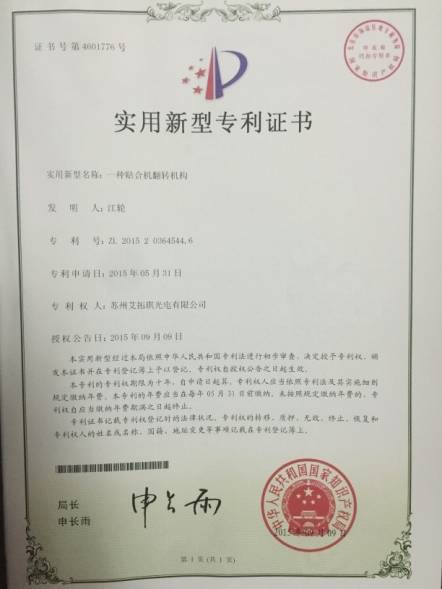 证书号第4601776号
实用新型专利证书
实用新型名称：一种贴合机翻转机构
发明人：江轮
专利号：ZL 2015 2 0364544.6
专利申请日：2015年05月31日
专利权人：苏州艾拓琪光电有限公司
授权公告日：2015年09月09日
本实用新型经过本局依照中华人民共和国专利法进行初步审查，决定授予专利权，颁
发本证书并在专利登记簿上予以登记。专利权自授权公告之日起生效。
本专利的专利权期限为十年，自申请日起算。专利权人应当依照专利法及其实施细则
规定缴纳年费。本专利的年费应当在每年05月31日前缴纳。未按照规定缴纳年费的，专
利权自应当缴纳年费期满之日起终止。
专利证书记载专利权登记时的法律状况。专利权的转移、质押、无效、终止、恢复和
专利权人的姓名或名称、国籍、地址变更等事项记载在专利登记簿上。
局长
申长雨
申长雨
中华人民共和国国家知识产权局
2015年09月09日
第1页（共1页）